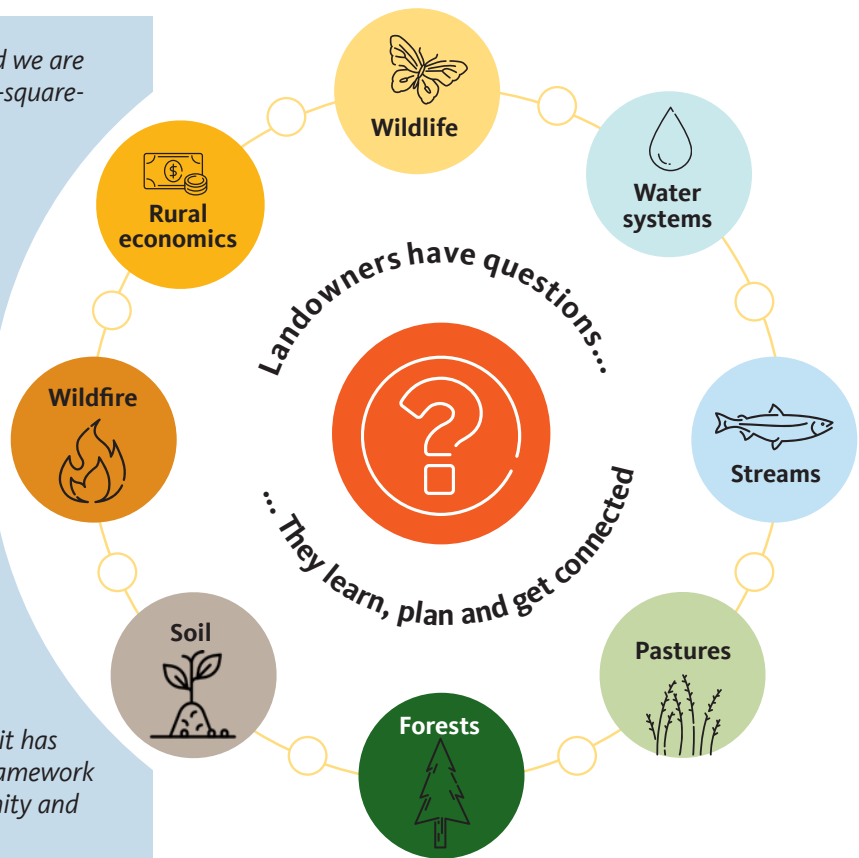 d we are
-square-
Wildlife
Water
systems
Rural
economics
Landowners have questions...
Wildfire
$
?
Streams
... They learn, plan and get connected
Soil
Pastures
Forests
it has
amework
nity and